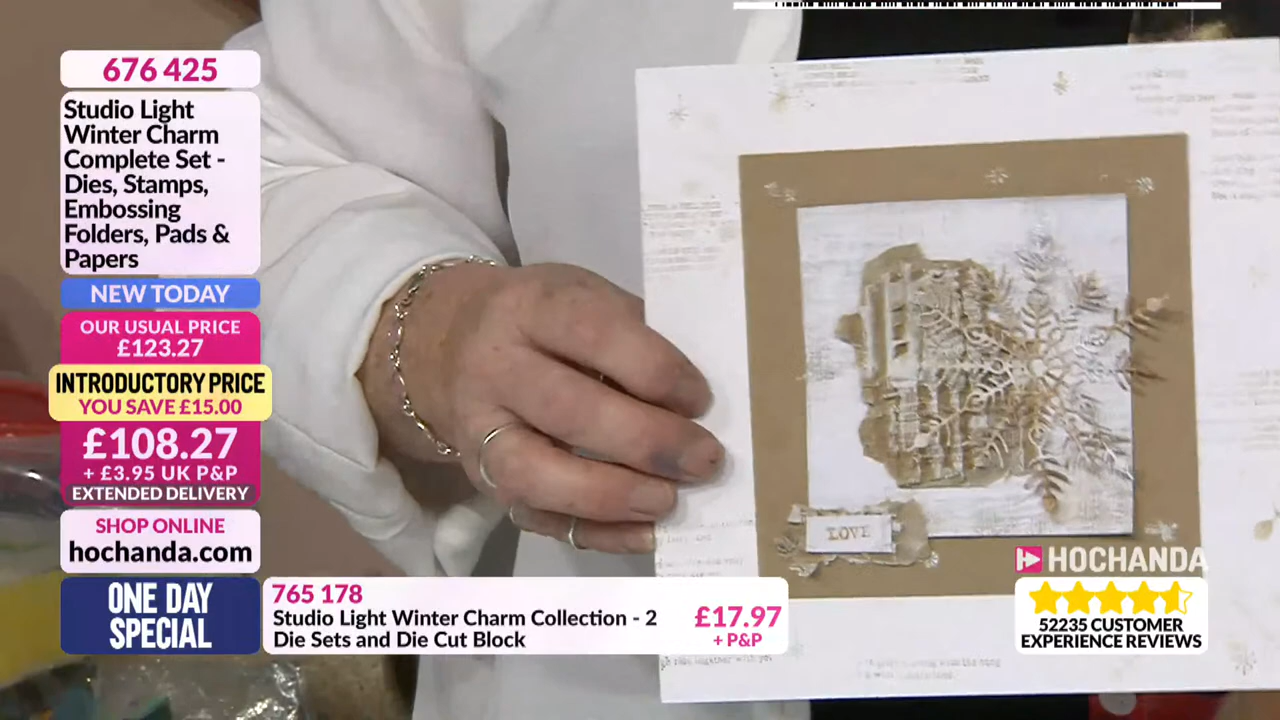 676 425
Studio Light
Winter Charm
Complete Set -
Dies, Stamps,
Embossing
Folders, Pads &
Papers
NEW TODAY
OUR USUAL PRICE
£123.27
INTRODUCTORY PRICE
YOU SAVE £15.00
£108.27
+ £3.95 UK P&P
EXTENDED DELIVERY
SHOP ONLINE
hochanda.com
ONE DAY
SPECIAL
765 178
Studio Light Winter Charm Collection - 2
Die Sets and Die Cut Block
£17.97
+ P&P
LOVE
HOCHANDA
52235 CUSTOMER
EXPERIENCE REVIEWS